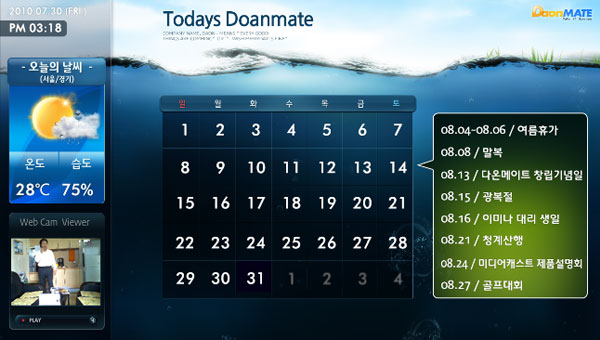 2010.07.30 (FRI)
PM 03:18
Todays Doanmate
DaonMATE
- 오늘의 날씨 -
(서울/경기)
온도 습도
28℃ 75%
Web Cam Viewer
PLAY
일 월 화 수 목 금 토
1 2 3 4 5 6 7
8 9 10 11 12 13 14
15 16 17 18 19 20 21
22 23 24 25 26 27 28
29 30 31 1 2 3 4
08.04~08.06 / 여름휴가
08.08 / 말복
08.13 / 다온메이트 창립기념일
08.15 / 광복절
08.16 / 이미나 대리 생일
08.21 / 청계산행
08.24 / 미디어캐스트 제품설명회
08.27 / 골프대회